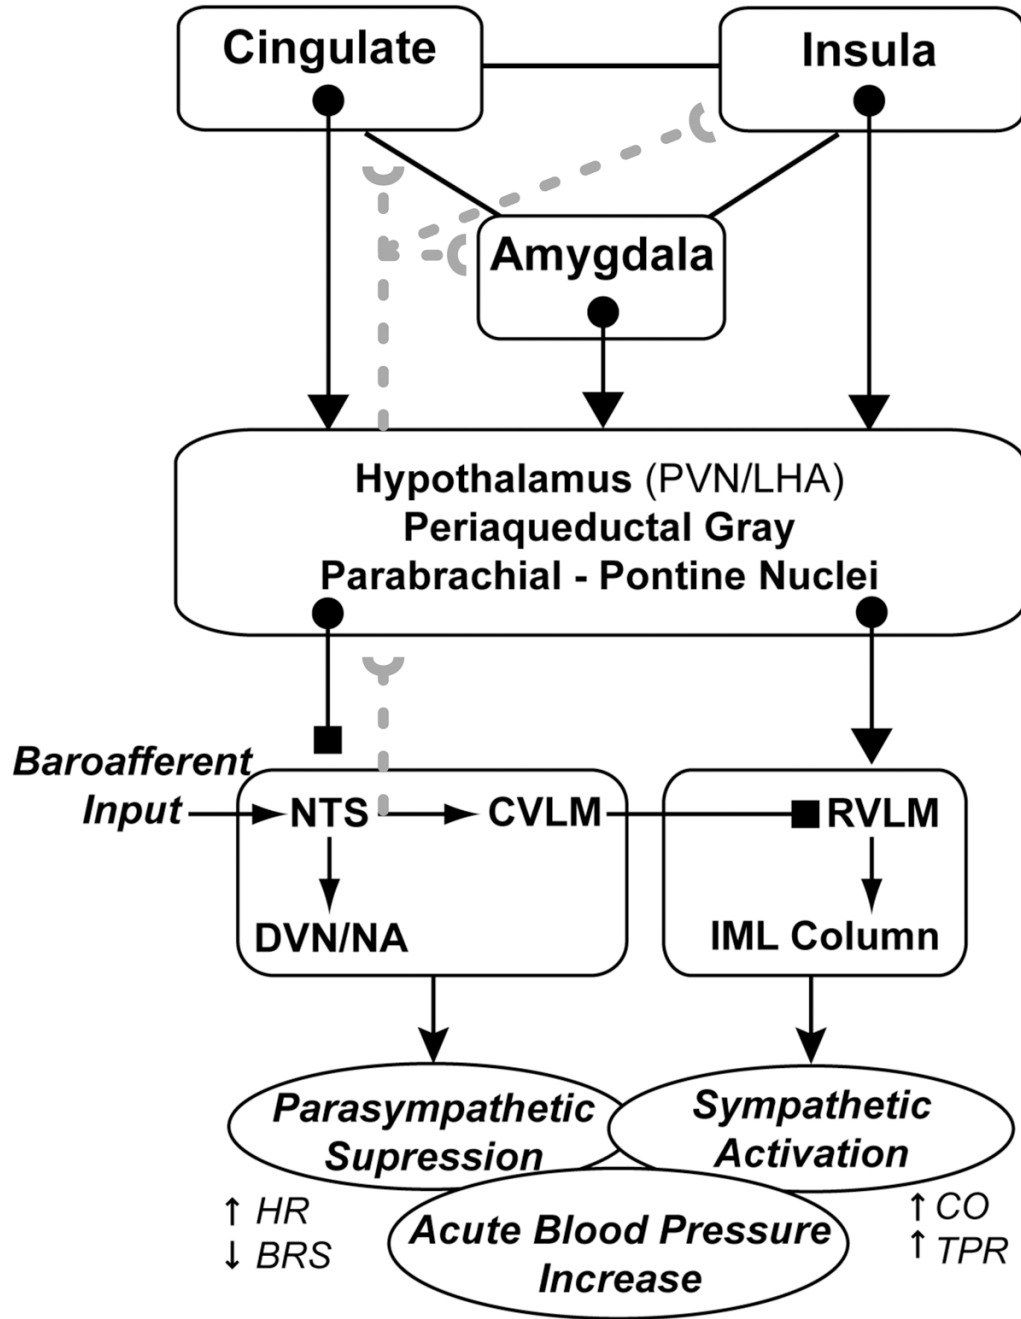 Cingulate
Insula
Amygdala
Hypothalamus (PVN/LHA)
Periaqueductal Gray
Parabrachial - Pontine Nuclei
Baroafferent
Input
NTS
CVLM
RVLM
DVN/NA
IML Column
Parasympathetic
Supression
Sympathetic
Activation
↑ HR
↓ BRS
↑ CO
↑ TPR
Acute Blood Pressure
Increase